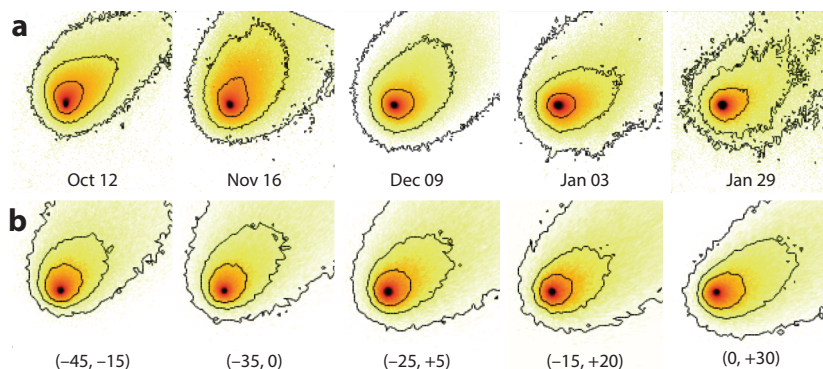 a
Oct 12 Nov 16 Dec 09 Jan 03 Jan 29
b
(–45, –15) (–35, 0) (–25, +5) (–15, +20) (0, +30)